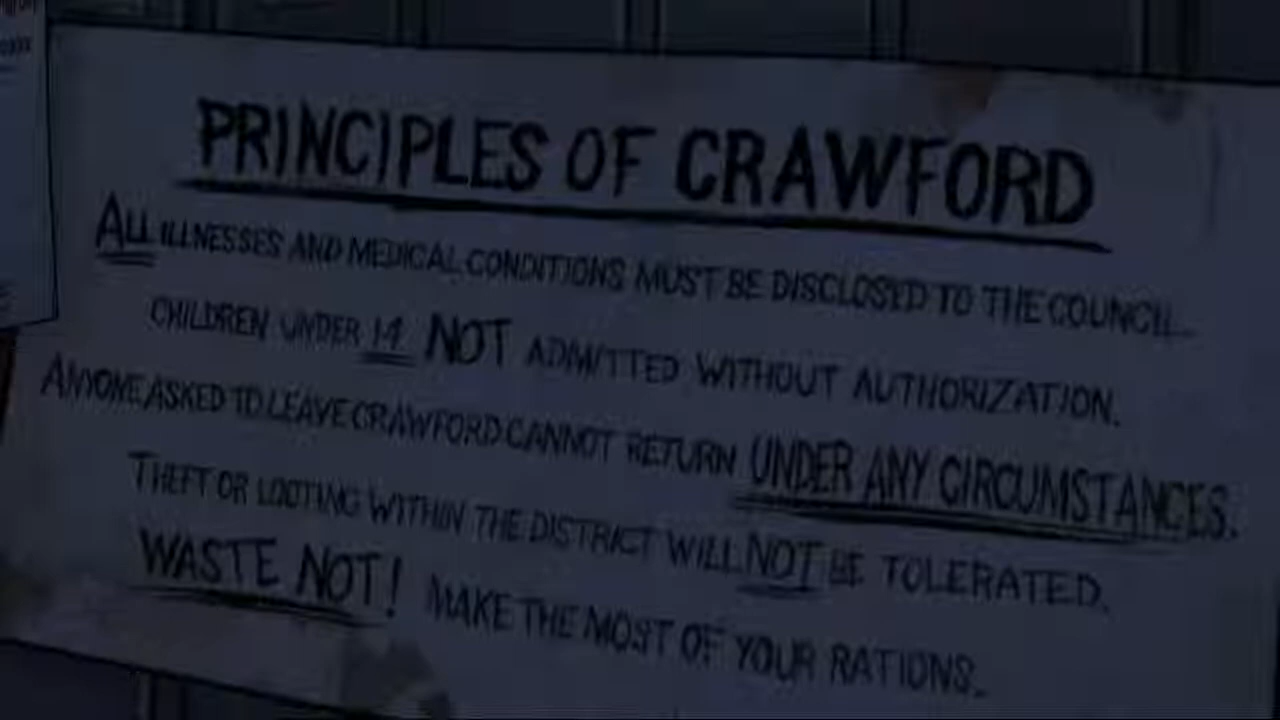 PRINCIPLES OF CRAWFORD
ALL ILLNESSES AND MEDICAL CONDITIONS MUST BE DISCLOSED TO THE COUNCIL.
CHILDREN UNDER 14 NOT ADMITTED WITHOUT AUTHORIZATION.
ANYONE ASKED TO LEAVE CRAWFORD CANNOT RETURN UNDER ANY CIRCUMSTANCES.
THEFT OR LOOTING WITHIN THE DISTRICT WILL NOT BE TOLERATED.
WASTE NOT! MAKE THE MOST OF YOUR RATIONS.